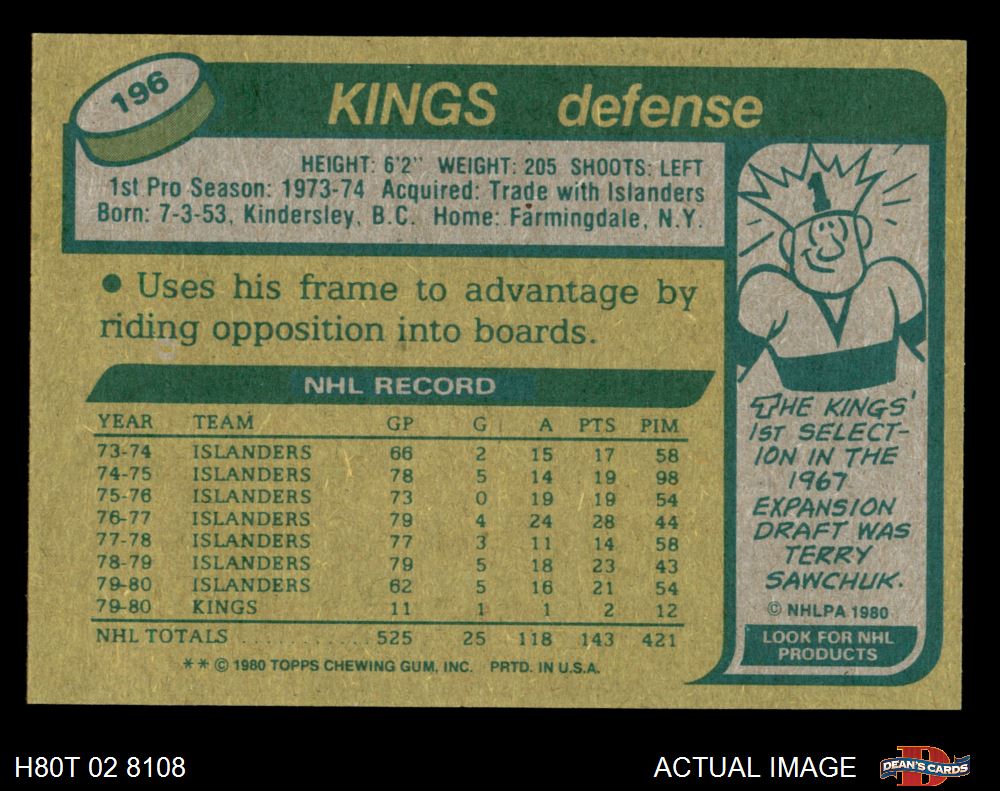 196
KINGS defense
HEIGHT: 6'2" WEIGHT: 205 SHOOTS: LEFT
1st Pro Season: 1973-74 Acquired: Trade with Islanders
Born: 7-3-53, Kindersley, B.C. Home: Farmingdale, N.Y.
● Uses his frame to advantage by
riding opposition into boards.
NHL RECORD
YEAR TEAM GP G A PTS PIM
73-74 ISLANDERS 66 2 15 17 58
74-75 ISLANDERS 78 5 14 19 98
75-76 ISLANDERS 73 0 19 19 54
76-77 ISLANDERS 79 4 24 28 44
77-78 ISLANDERS 77 3 11 14 58
78-79 ISLANDERS 79 5 18 23 43
79-80 ISLANDERS 62 5 16 21 54
79-80 KINGS 11 1 1 2 12
NHL TOTALS ........... 525 25 118 143 421
** © 1980 TOPPS CHEWING GUM, INC. PRTD. IN U.S.A.
1
THE KINGS'
1ST SELECT-
ION IN THE
1967
EXPANSION
DRAFT WAS
TERRY
SAWCHUK.
© NHLPA 1980
LOOK FOR NHL
PRODUCTS
H80T 02 8108
ACTUAL IMAGE
D
DEAN'S CARDS